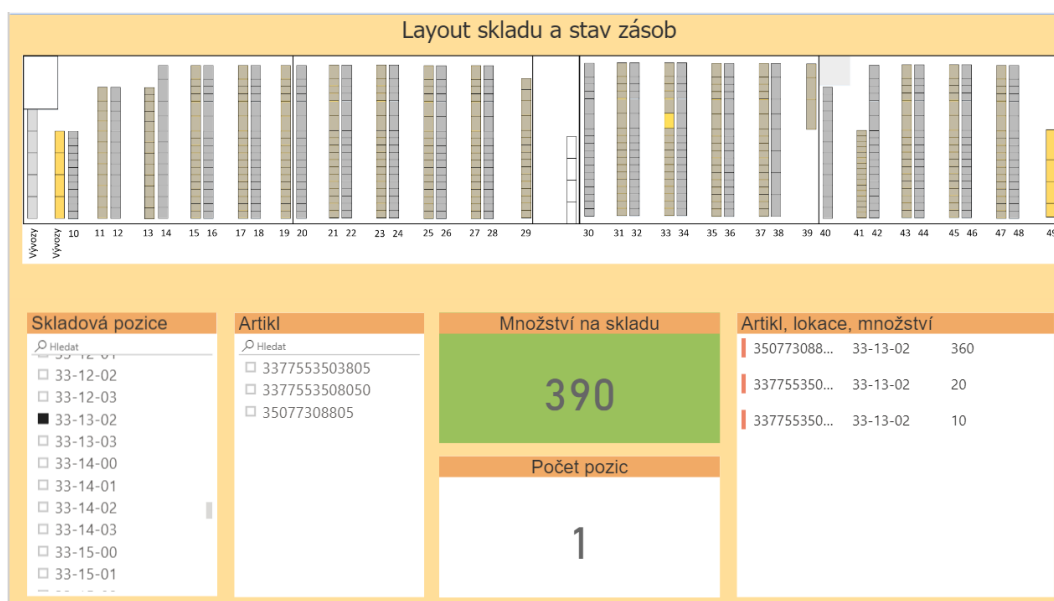 Layout skladu a stav zásob
Vývozy Vývozy 10 11 12 13 14 15 16 17 18 19 20 21 22 23 24 25 26 27 28 29 30 31 32 33 34 35 36 37 38 39 40 41 42 43 44 45 46 47 48 49
Skladová pozice
Hledat
33-12-01
33-12-02
33-12-03
33-13-02
33-13-03
33-14-00
33-14-01
33-14-02
33-14-03
33-15-00
33-15-01
Artikl
Hledat
3377553503805
3377553508050
35077308805
Množství na skladu
390
Počet pozic
1
Artikl, lokace, množství
350773088... 33-13-02 360
337755350... 33-13-02 20
337755350... 33-13-02 10